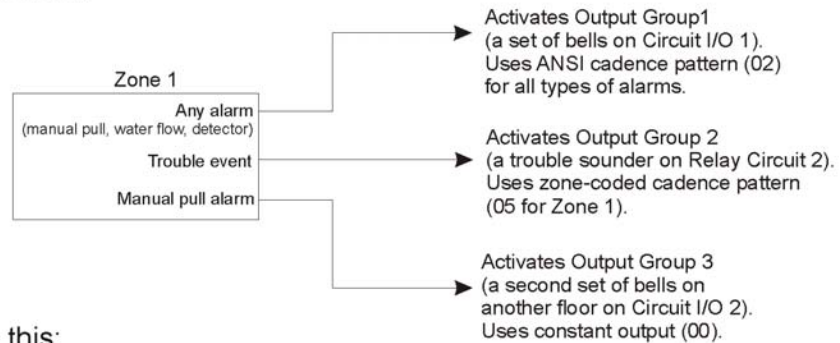 Activates Output Group1
(a set of bells on Circuit I/O 1).
Uses ANSI cadence pattern (02)
for all types of alarms.
Zone 1
Any alarm
(manual pull, water flow, detector)
Trouble event
Manual pull alarm
Activates Output Group 2
(a trouble sounder on Relay Circuit 2).
Uses zone-coded cadence pattern
(05 for Zone 1).
Activates Output Group 3
(a second set of bells on
another floor on Circuit I/O 2).
Uses constant output (00).
this: